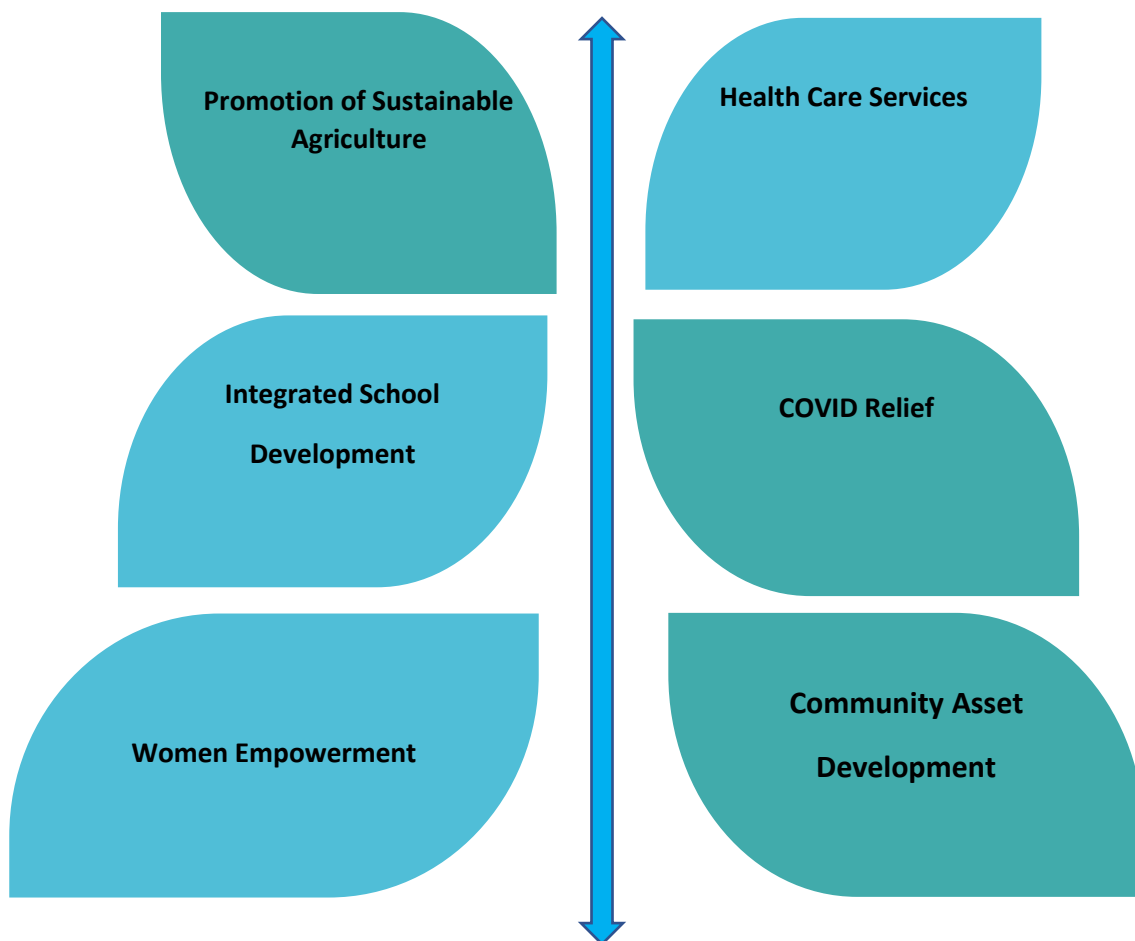 Promotion of Sustainable
Agriculture
Health Care Services
Integrated School
Development
COVID Relief
Women Empowerment
Community Asset
Development